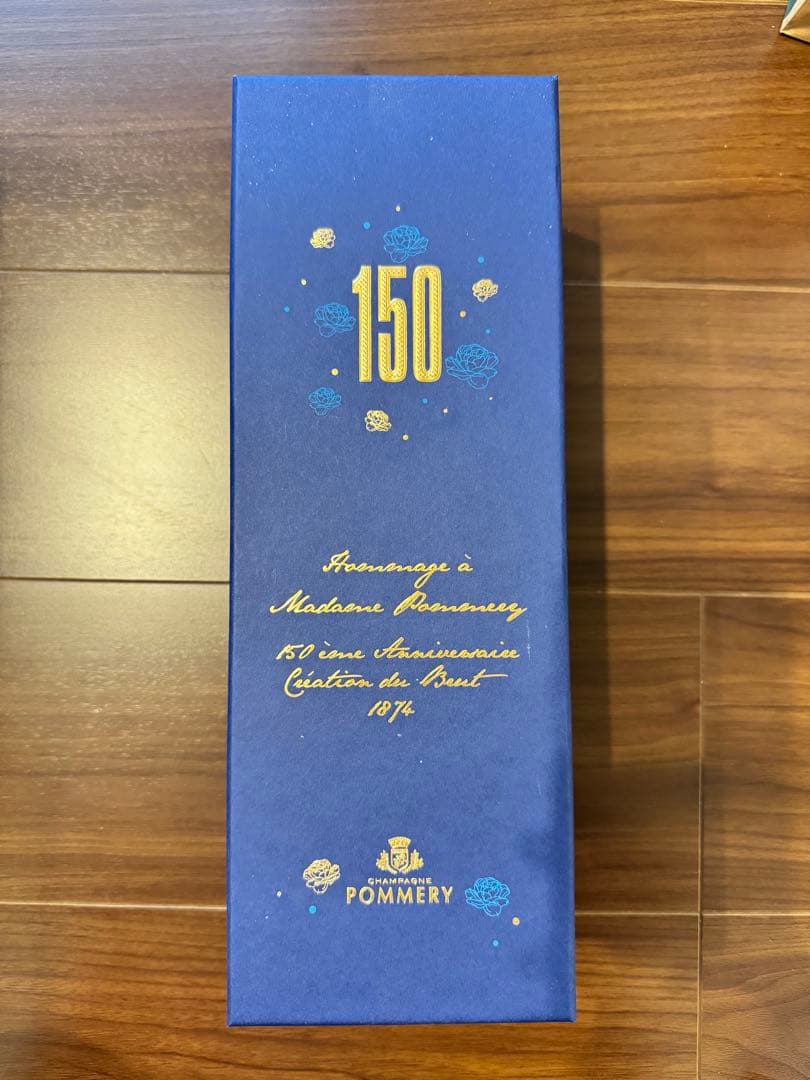 150
Hommage à
Madame Pommery
150 ème Anniversaire
Création du Brut
1874
CHAMPAGNE
POMMERY